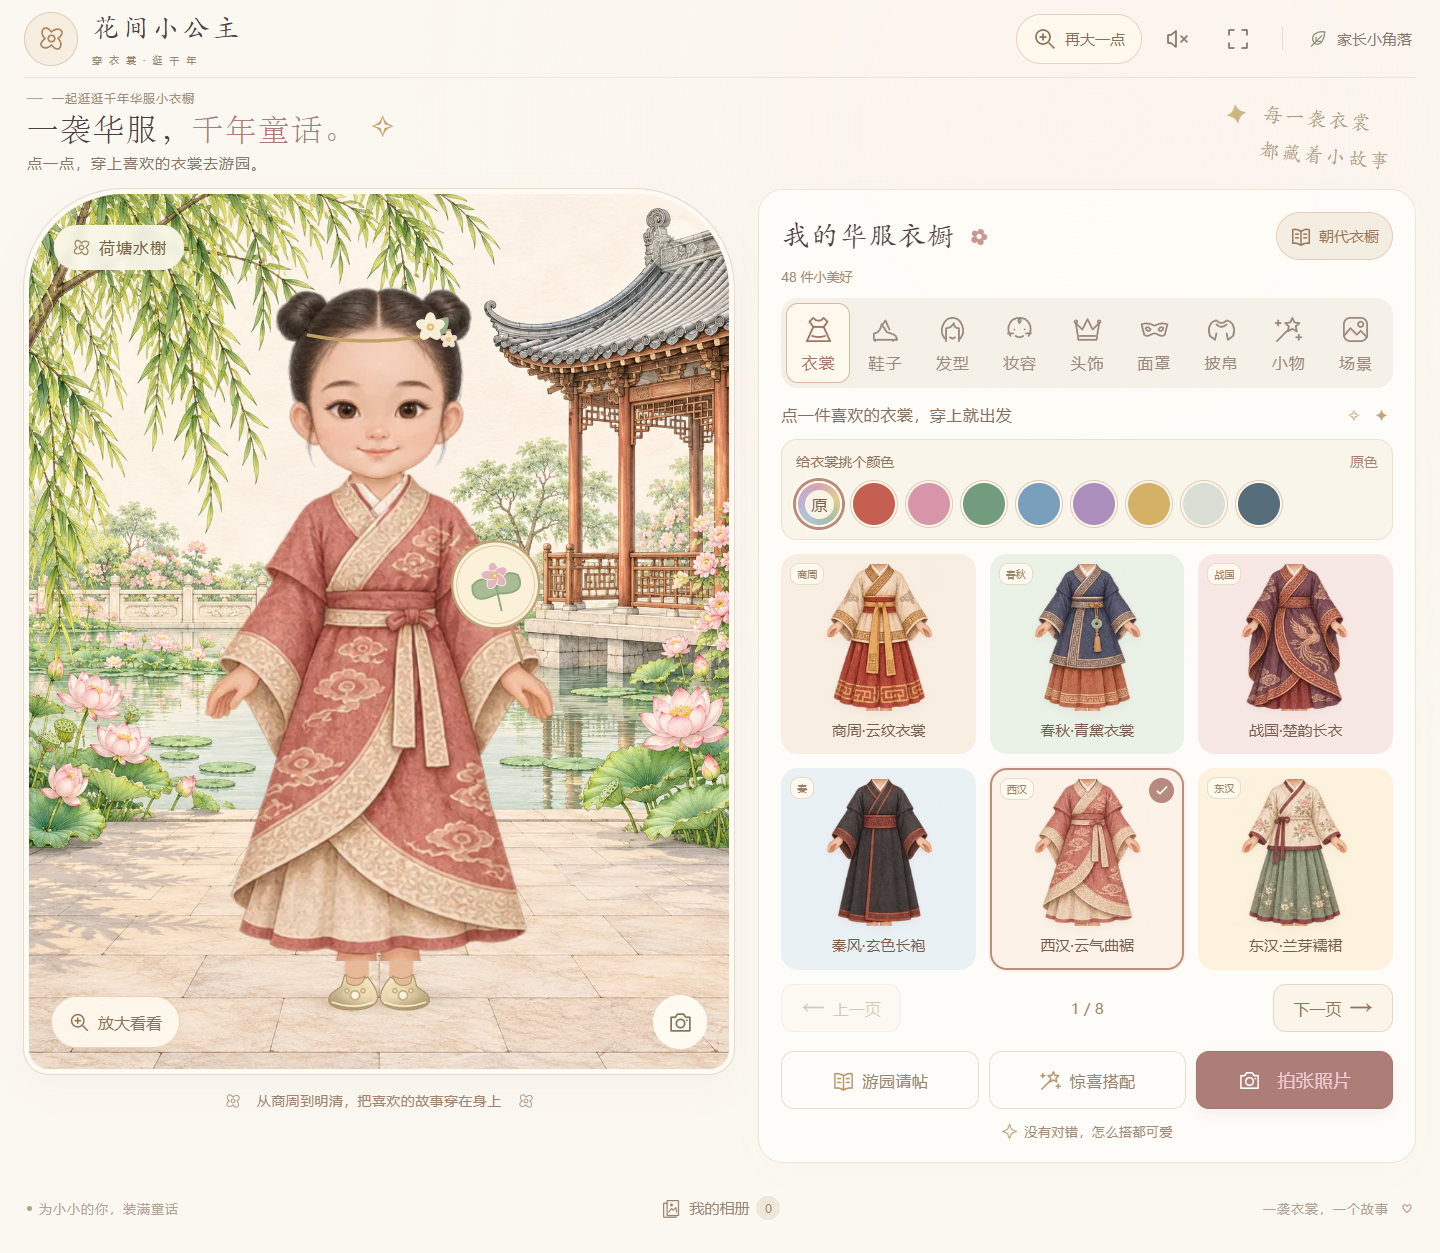 花间小公主
穿衣裳·逛千年
再大一点
家长小角落
一起逛逛千年华服小衣橱
一袭华服，千年童话。
点一点，穿上喜欢的衣裳去游园。
每一袭衣裳
都藏着小故事
荷塘水榭
放大看看
从商周到明清，把喜欢的故事穿在身上
我的华服衣橱
朝代衣橱
48 件小美好
衣裳
鞋子
发型
妆容
头饰
面罩
披帛
小物
场景
点一件喜欢的衣裳，穿上就出发
给衣裳挑个颜色
原色
原
商周
商周·云纹衣裳
春秋
春秋·青黛衣裳
战国
战国·楚韵长衣
秦
秦风·玄色长袍
西汉
西汉·云气曲裾
东汉
东汉·兰芽襦裙
上一页
1 / 8
下一页
游园请帖
惊喜搭配
拍张照片
没有对错，怎么搭都可爱
为小小的你，装满童话
我的相册 0
一袭衣裳，一个故事